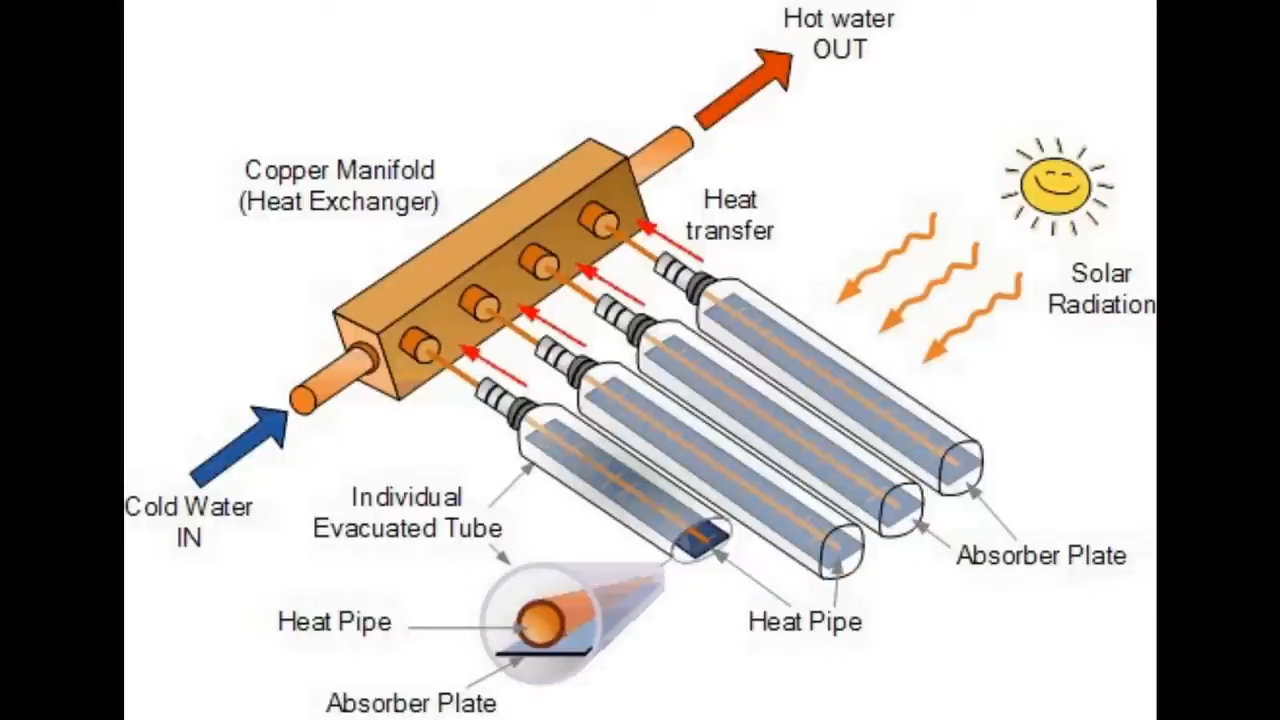 Hot water
OUT
Copper Manifold
(Heat Exchanger)
Heat
transfer
Solar
Radiation
Cold Water
IN
Individual
Evacuated Tube
Absorber Plate
Heat Pipe
Heat Pipe
Absorber Plate